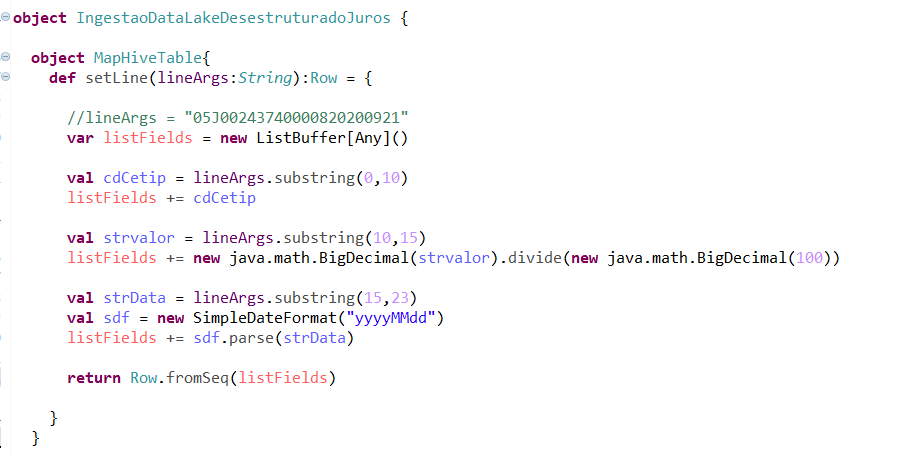 object IngestaoDataLakeDesestruturadoJuros {
object MapHiveTable{
def setLine(lineArgs:String):Row = {
//lineArgs = "05J00243740000820200921"
var listFields = new ListBuffer[Any]()
val cdCetip = lineArgs.substring(0,10)
listFields += cdCetip
val strvalor = lineArgs.substring(10,15)
listFields += new java.math.BigDecimal(strvalor).divide(new java.math.BigDecimal(100))
val strData = lineArgs.substring(15,23)
val sdf = new SimpleDateFormat("yyyyMMdd")
listFields += sdf.parse(strData)
return Row.fromSeq(listFields)
}
}